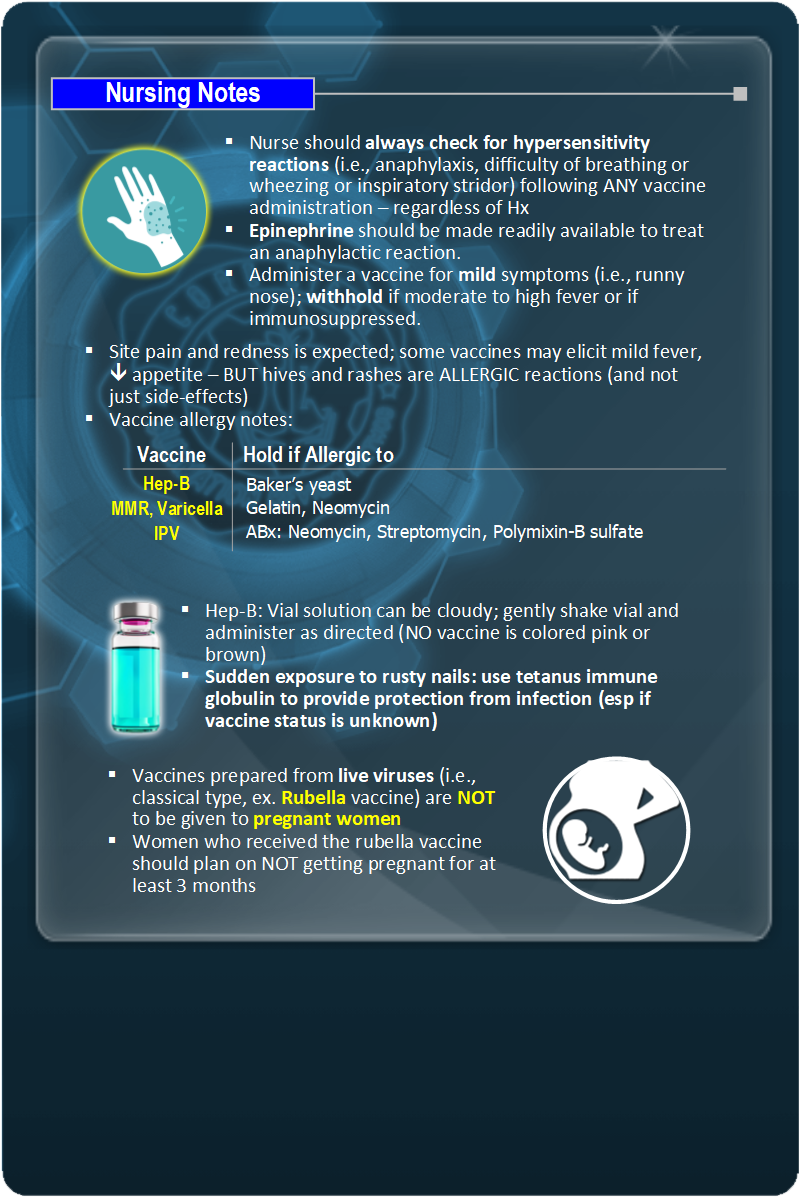 Nursing Notes
▪ Nurse should always check for hypersensitivity
reactions (i.e., anaphylaxis, difficulty of breathing or
wheezing or inspiratory stridor) following ANY vaccine
administration – regardless of Hx
▪ Epinephrine should be made readily available to treat
an anaphylactic reaction.
▪ Administer a vaccine for mild symptoms (i.e., runny
nose); withhold if moderate to high fever or if
immunosuppressed.
▪ Site pain and redness is expected; some vaccines may elicit mild fever,
🡫 appetite – BUT hives and rashes are ALLERGIC reactions (and not
just side-effects)
▪ Vaccine allergy notes:
Vaccine Hold if Allergic to
Hep-B Baker’s yeast
MMR, Varicella Gelatin, Neomycin
IPV ABx: Neomycin, Streptomycin, Polymixin-B sulfate
▪ Hep-B: Vial solution can be cloudy; gently shake vial and
administer as directed (NO vaccine is colored pink or
brown)
▪ Sudden exposure to rusty nails: use tetanus immune
globulin to provide protection from infection (esp if
vaccine status is unknown)
▪ Vaccines prepared from live viruses (i.e.,
classical type, ex. Rubella vaccine) are NOT
to be given to pregnant women
▪ Women who received the rubella vaccine
should plan on NOT getting pregnant for at
least 3 months